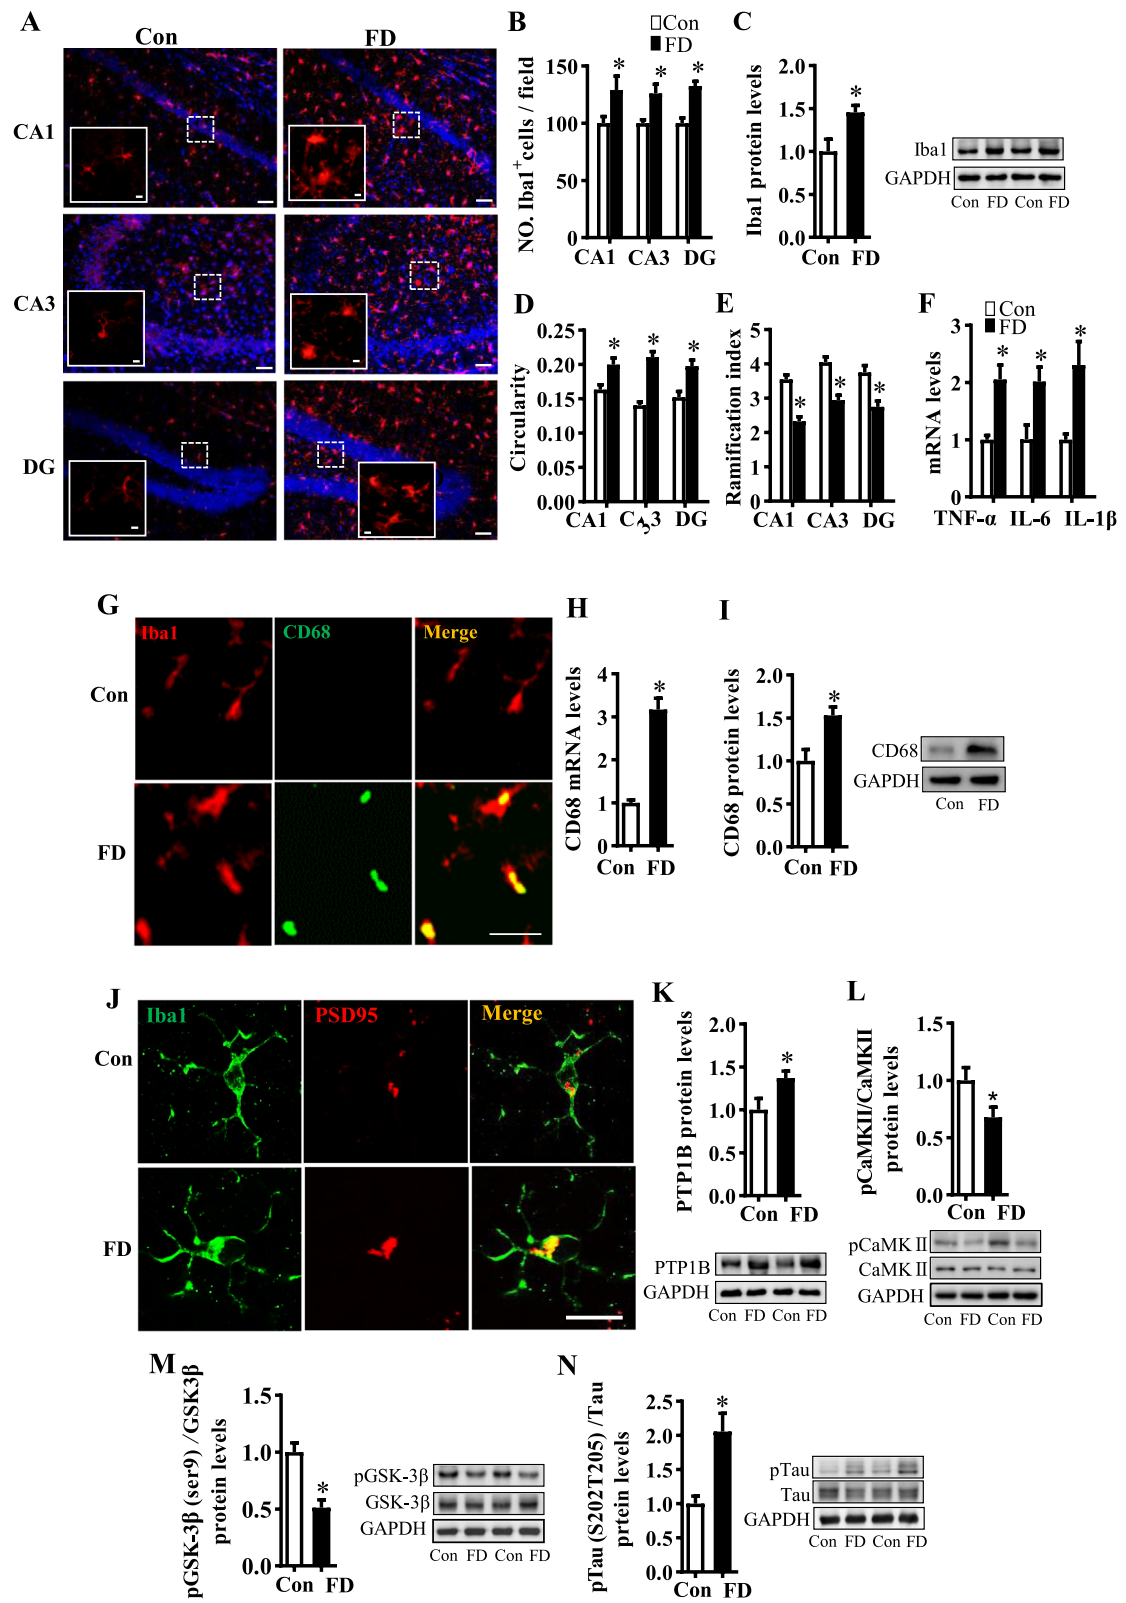 A
Con
FD
CA1
CA3
DG
B
Con
FD
NO. Iba1+cells / field
150
100
50
0
CA1 CA3 DG
C
Iba1 protein levels
2.0
1.5
1.0
0.5
0.0
Con FD
Iba1
GAPDH
Con FD Con FD
D
Circularity
0.25
0.20
0.15
0.10
0.05
0.00
* * *
CA1 CA3 DG
5
E
Ramification index
5
4
3
2
1
0
* * *
CA1 CA3 DG
F
Con
FD
mRNA levels
3
2
1
0
* * *
TNF-α IL-6 IL-1β
G
Iba1
CD68
Merge
Con
FD
H
CD68 mRNA levels
4
3
2
1
0
*
Con FD
I
CD68 protein levels
2.0
1.5
1.0
0.5
0.0
*
Con FD
CD68
GAPDH
Con FD
J
Iba1
PSD95
Merge
Con
FD
K
PTP1B protein levels
2.0
1.5
1.0
0.5
0.0
*
Con FD
PTP1B
GAPDH
Con FD Con FD
L
pCaMKII/CaMKII
protein levels
1.5
1.0
0.5
0.0
*
Con FD
pCaMK II
CaMK II
GAPDH
Con FD Con FD
M
pGSK-3β (ser9) /GSK3β
protein levels
1.5
1.0
0.5
0.0
*
Con FD
pGSK-3β
GSK-3β
GAPDH
Con FD Con FD
N
pTau (S202T205) /Tau
prtein levels
2.5
2.0
1.5
1.0
0.5
0.0
*
Con FD
pTau
Tau
GAPDH
Con FD Con FD